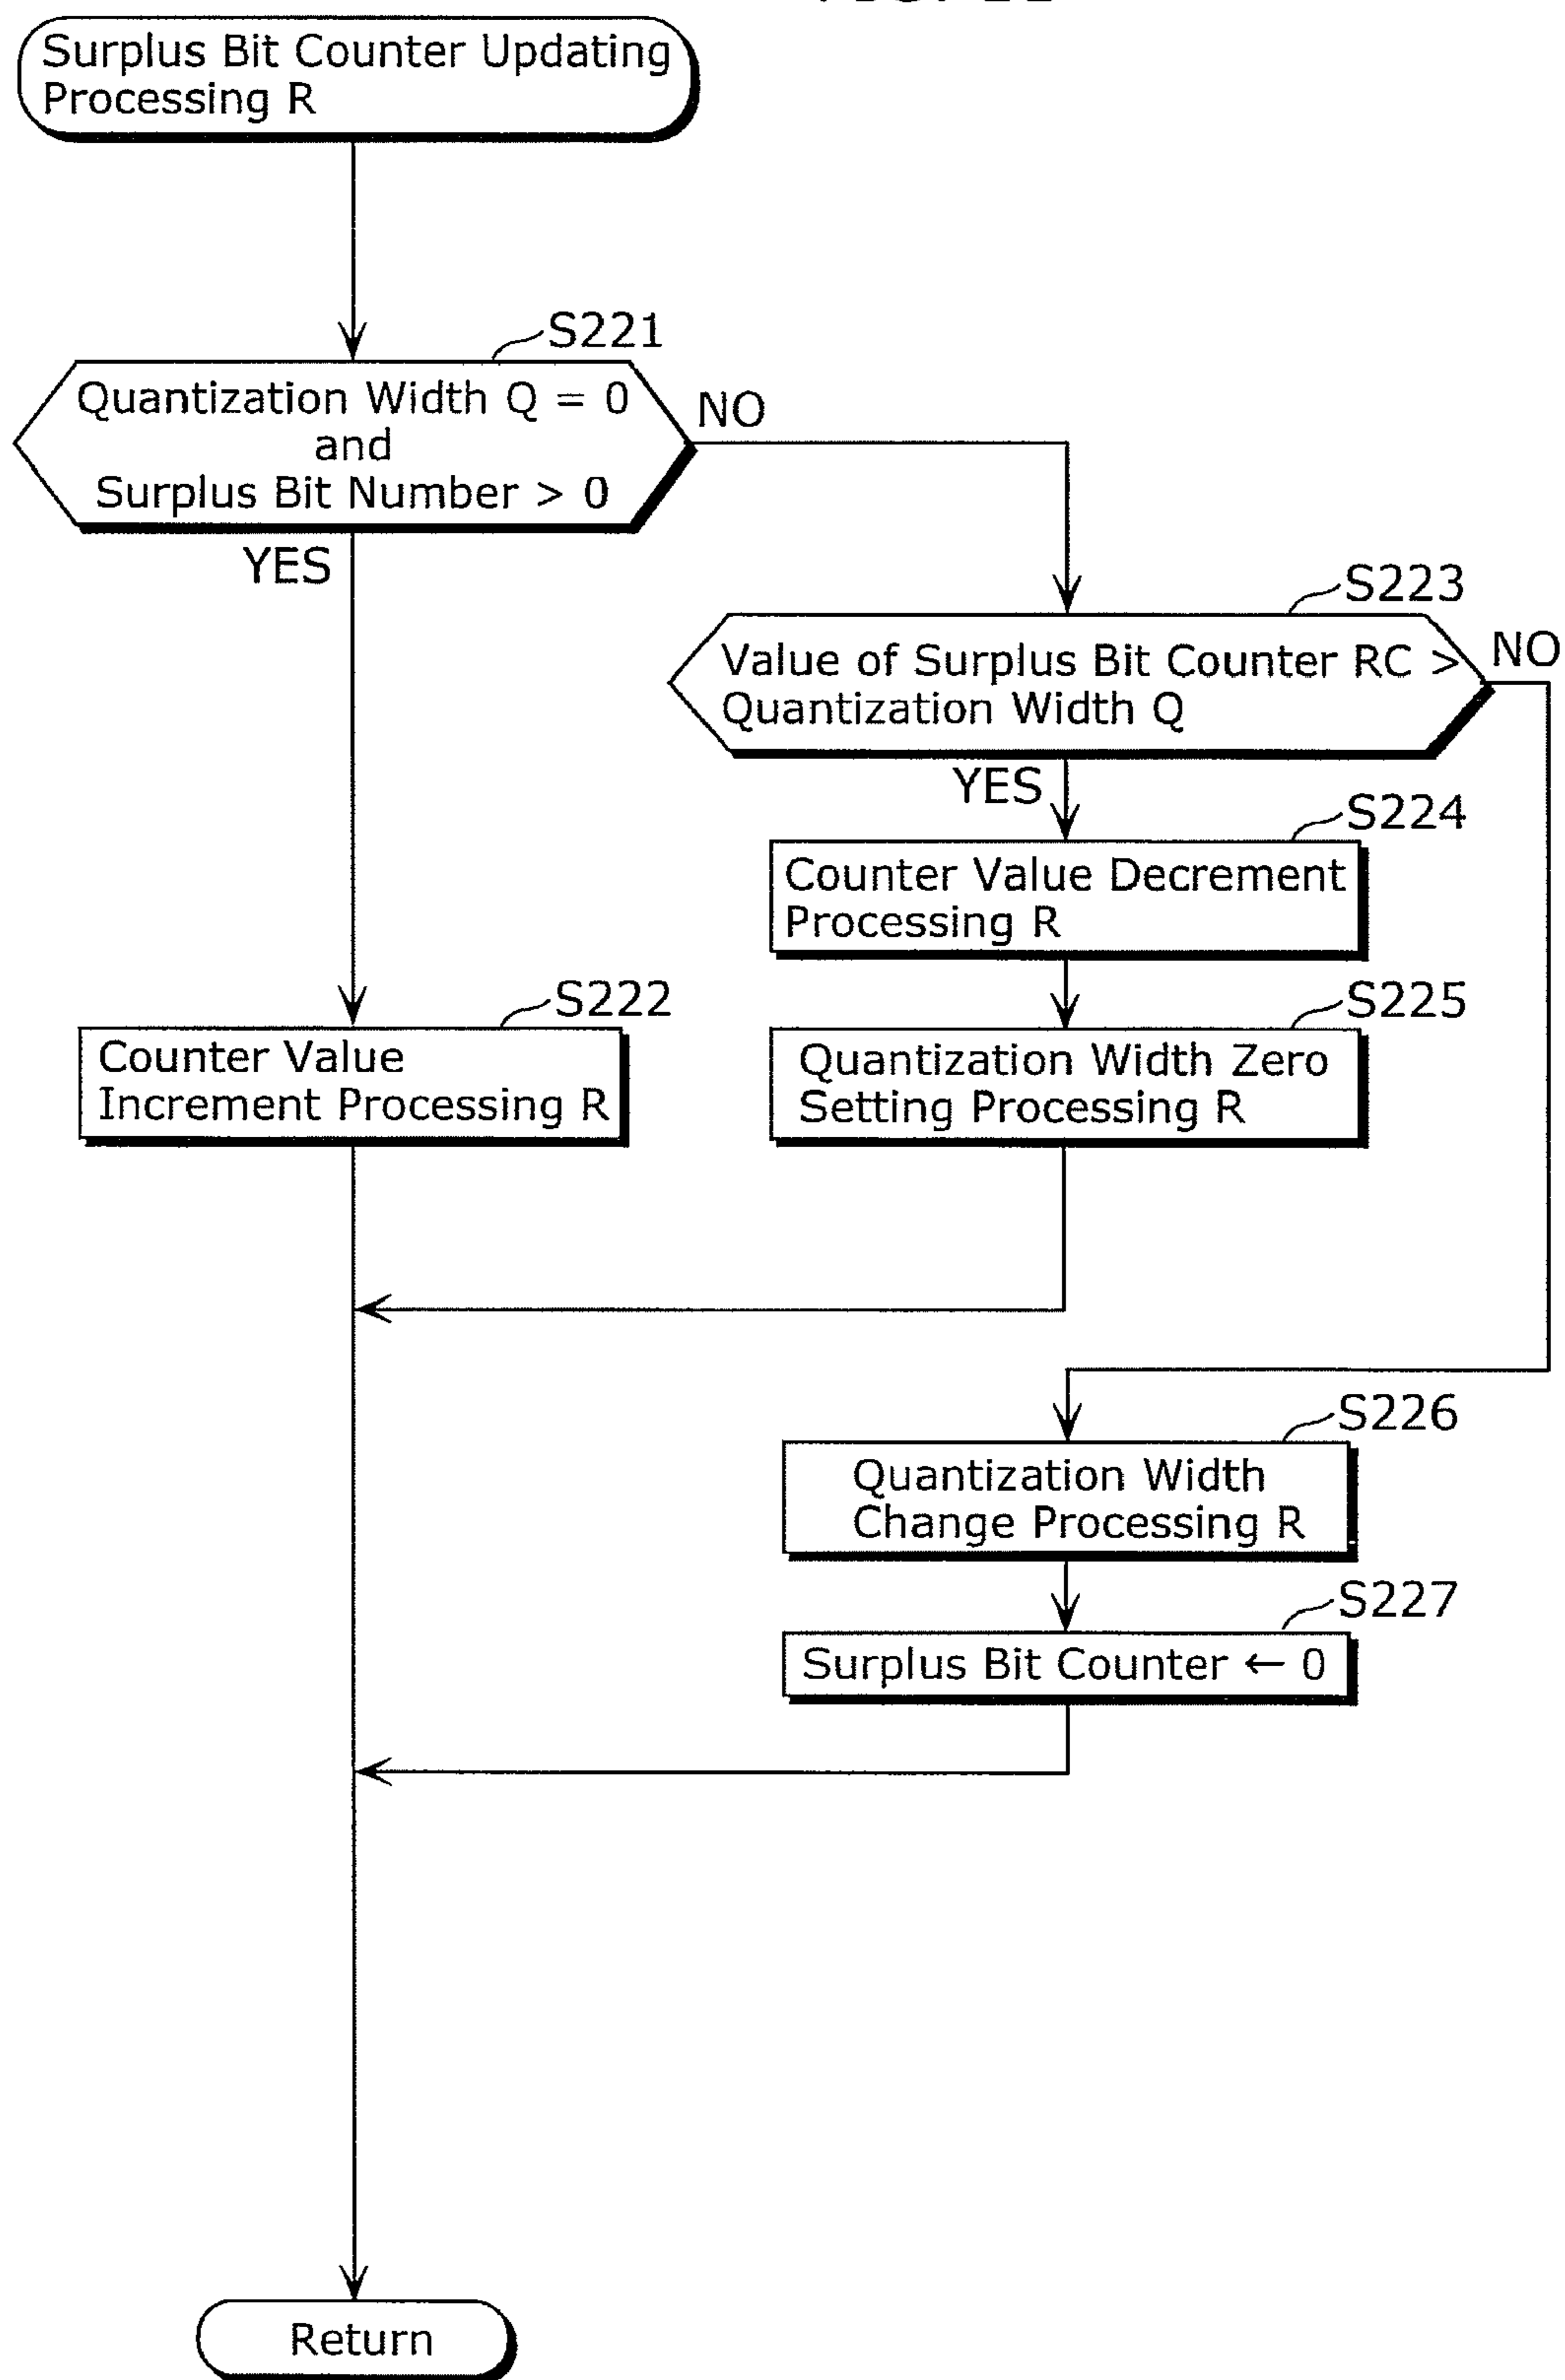 Surplus Bit Counter Updating
Processing R
S221
Quantization Width Q = 0
and
Surplus Bit Number > 0
NO
YES
S223
Value of Surplus Bit Counter RC >
Quantization Width Q
NO
YES
S224
Counter Value Decrement
Processing R
S222
Counter Value
Increment Processing R
S225
Quantization Width Zero
Setting Processing R
S226
Quantization Width
Change Processing R
S227
Surplus Bit Counter ← 0
Return